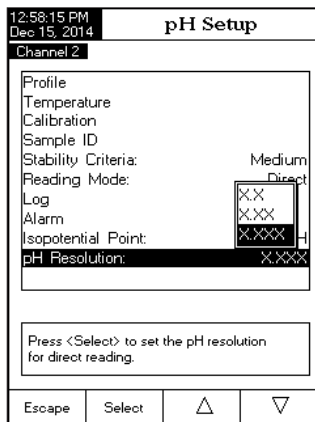 12:58:15 PM
Dec 15, 2014
pH Setup
Channel 2
Profile
Temperature
Calibration
Sample ID
Stability Criteria: Medium
Reading Mode: Direct
Log
X.X
Alarm
X.XX
Isopotential Point: X.XXX H
pH Resolution: X.XXX
Press <Select> to set the pH resolution
for direct reading.
Escape Select △ ▽